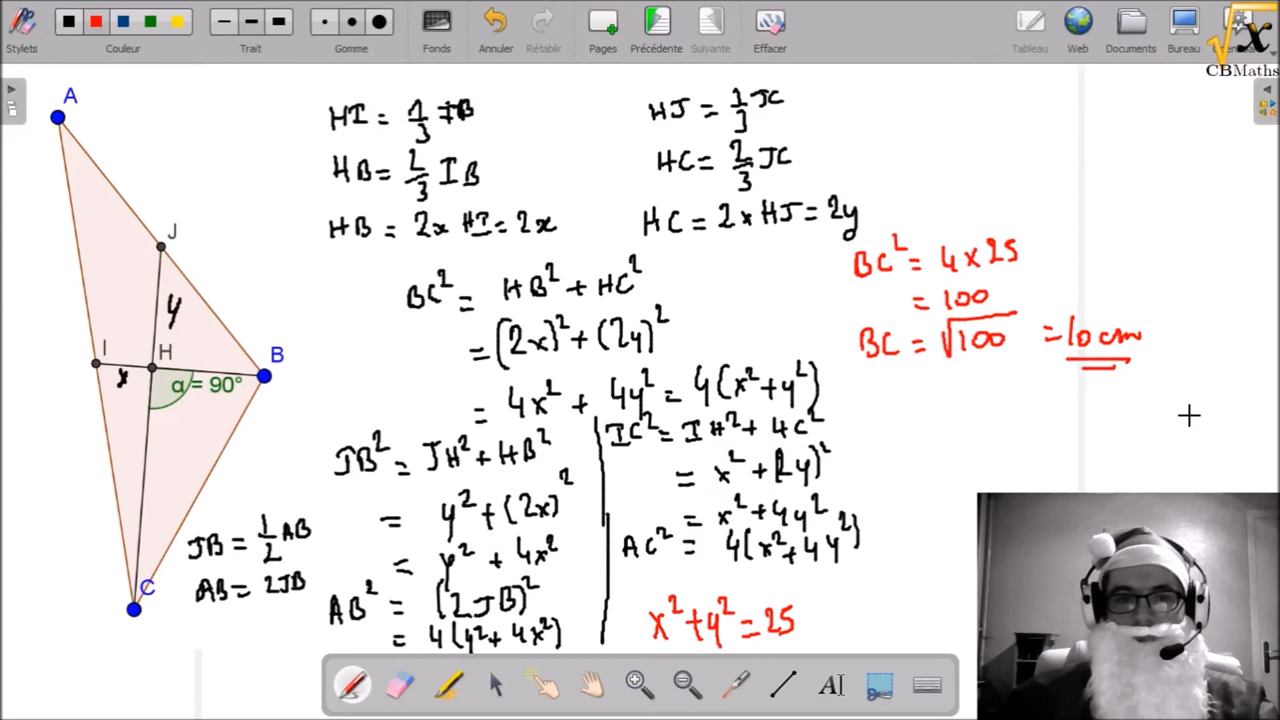 Stylets
Couleur
Trait
Gomme
Fonds
Annuler
Rétablir
Pages
Précédente
Suivante
Effacer
Tableau
Web
Documents
Bureau
CBMaths
A
J
y
I
H
B
x
α = 90°
C
HI = 1/3 IB
HB = 2/3 IB
HB = 2x HI = 2x
HJ = 1/3 JC
HC = 2/3 JC
HC = 2 x HJ = 2y
BC² = HB² + HC²
= (2x)² + (2y)²
= 4x² + 4y² = 4(x² + y²)
JB² = JH² + HB²
= y² + (2x)²
= y² + 4x²
JB = 1/2 AB
AB = 2JB
AB² = (2JB)²
= 4(y² + 4x²)
IC² = IH² + HC²
= x² + (2y)²
= x² + 4y²
AC² = 4(x² + 4y²)
x² + y² = 25
BC² = 4 x 25
= 100
BC = √100 = 10 cm
AI